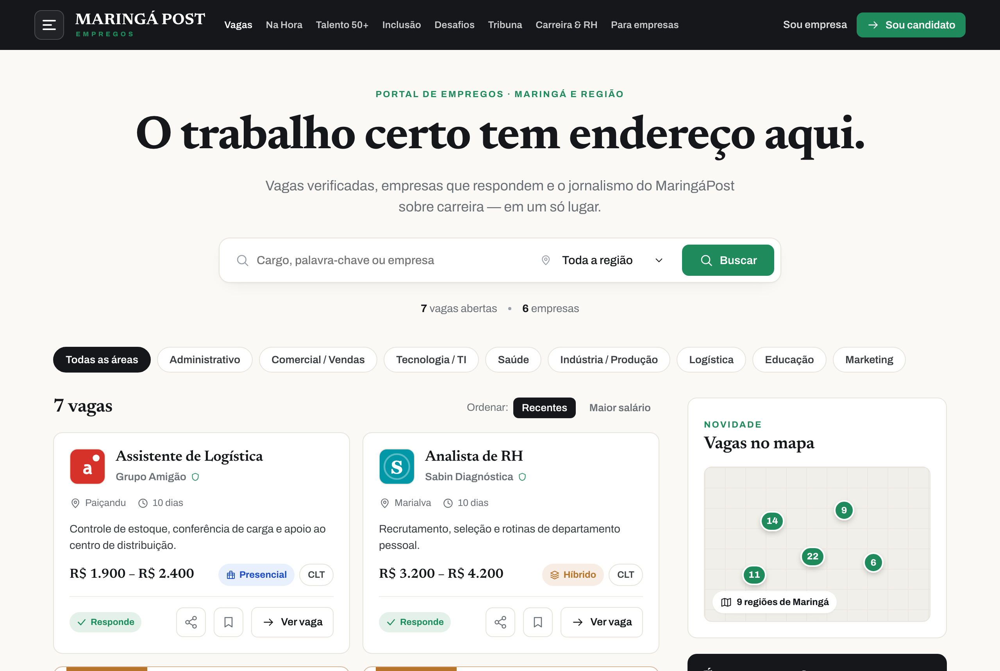 MARINGÁ POST
EMPREGOS
Vagas
Na Hora
Talento 50+
Inclusão
Desafios
Tribuna
Carreira & RH
Para empresas
Sou empresa
Sou candidato
PORTAL DE EMPREGOS · MARINGÁ E REGIÃO
O trabalho certo tem endereço aqui.
Vagas verificadas, empresas que respondem e o jornalismo do MaringáPost
sobre carreira — em um só lugar.
Cargo, palavra-chave ou empresa
Toda a região
Buscar
7 vagas abertas • 6 empresas
Todas as áreas
Administrativo
Comercial / Vendas
Tecnologia / TI
Saúde
Indústria / Produção
Logística
Educação
Marketing
7 vagas
Ordenar:
Recentes
Maior salário
a
Assistente de Logística
Grupo Amigão
Paiçandu
10 dias
Controle de estoque, conferência de carga e apoio ao
centro de distribuição.
R$ 1.900 – R$ 2.400
Presencial
CLT
Responde
Ver vaga
S
Analista de RH
Sabin Diagnóstica
Marialva
10 dias
Recrutamento, seleção e rotinas de departamento
pessoal.
R$ 3.200 – R$ 4.200
Híbrido
CLT
Responde
Ver vaga
NOVIDADE
Vagas no mapa
9
14
22
6
11
9 regiões de Maringá